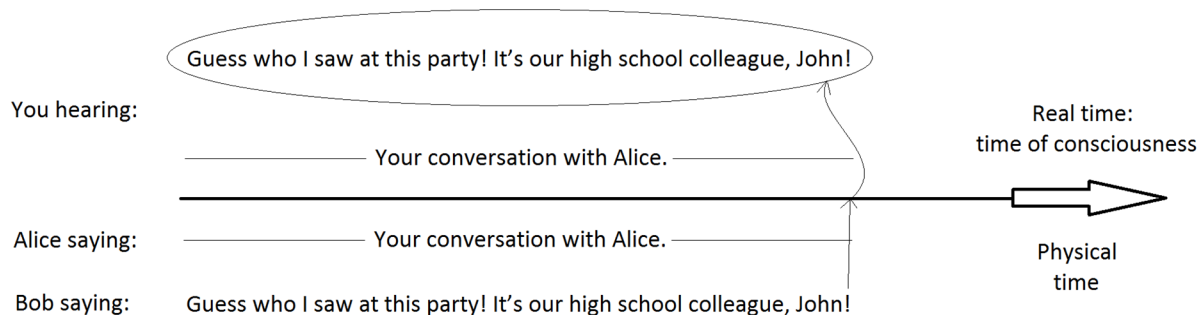 Guess who I saw at this party! It’s our high school colleague, John!
You hearing:
Real time:
time of consciousness
Your conversation with Alice.
Alice saying:
Your conversation with Alice.
Physical
time
Bob saying:
Guess who I saw at this party! It’s our high school colleague, John!